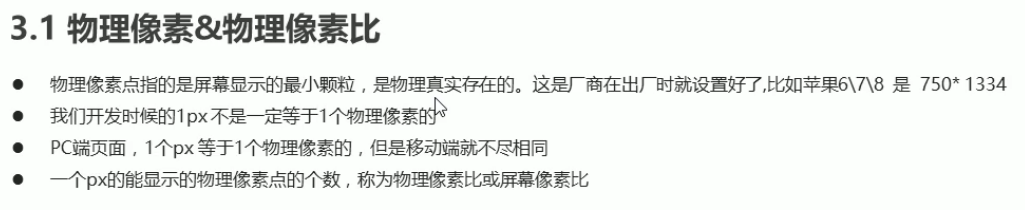 3.1 物理像素&物理像素比
● 物理像素点指的是屏幕显示的最小颗粒，是物理真实存在的。这是厂商在出厂时就设置好了,比如苹果6\7\8 是 750* 1334
● 我们开发时候的1px 不是一定等于1个物理像素的
● PC端页面，1个px 等于1个物理像素的，但是移动端就不尽相同
● 一个px的能显示的物理像素点的个数，称为物理像素比或屏幕像素比